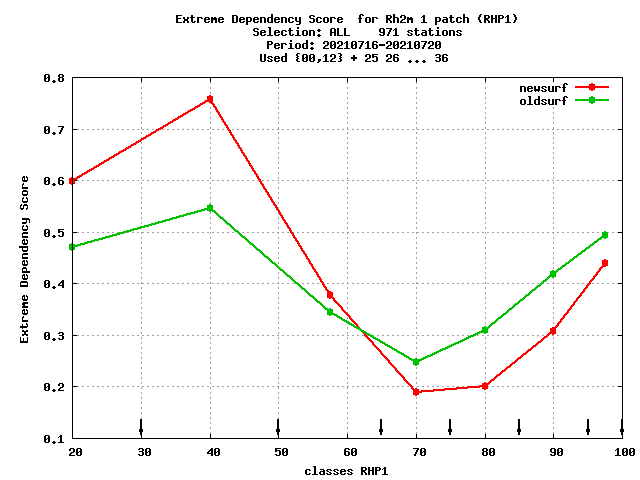 Extreme Dependency Score  for Rh2m 1 patch (RHP1)
Selection: ALL    971 stations
Period: 20210716-20210720
Used {00,12} + 25 26 ... 36
newsurf
oldsurf
Extreme Dependency Score
0.8
0.7
0.6
0.5
0.4
0.3
0.2
0.1
20 30 40 50 60 70 80 90 100
classes RHP1